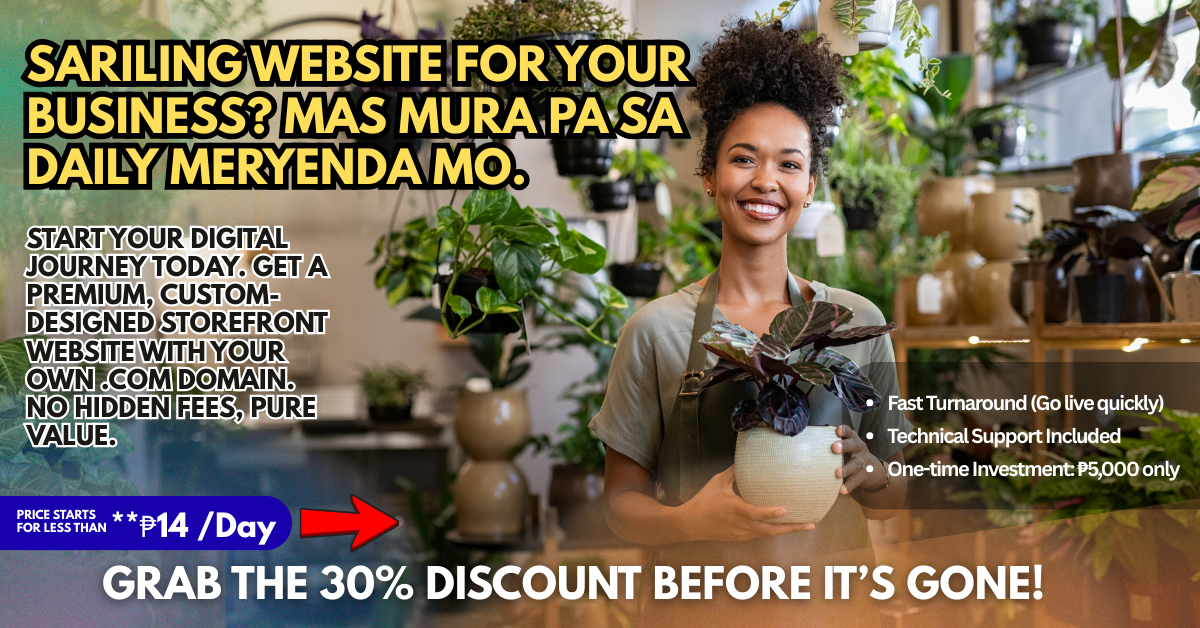 SARILING WEBSITE FOR YOUR
BUSINESS? MAS MURA PA SA
DAILY MERYENDA MO.
START YOUR DIGITAL
JOURNEY TODAY. GET A
PREMIUM, CUSTOM-
DESIGNED STOREFRONT
WEBSITE WITH YOUR
OWN .COM DOMAIN.
NO HIDDEN FEES, PURE
VALUE.
• Fast Turnaround (Go live quickly)
• Technical Support Included
• One-time Investment: ₱5,000 only
PRICE STARTS
FOR LESS THAN **₱14 /Day
GRAB THE 30% DISCOUNT BEFORE IT’S GONE!